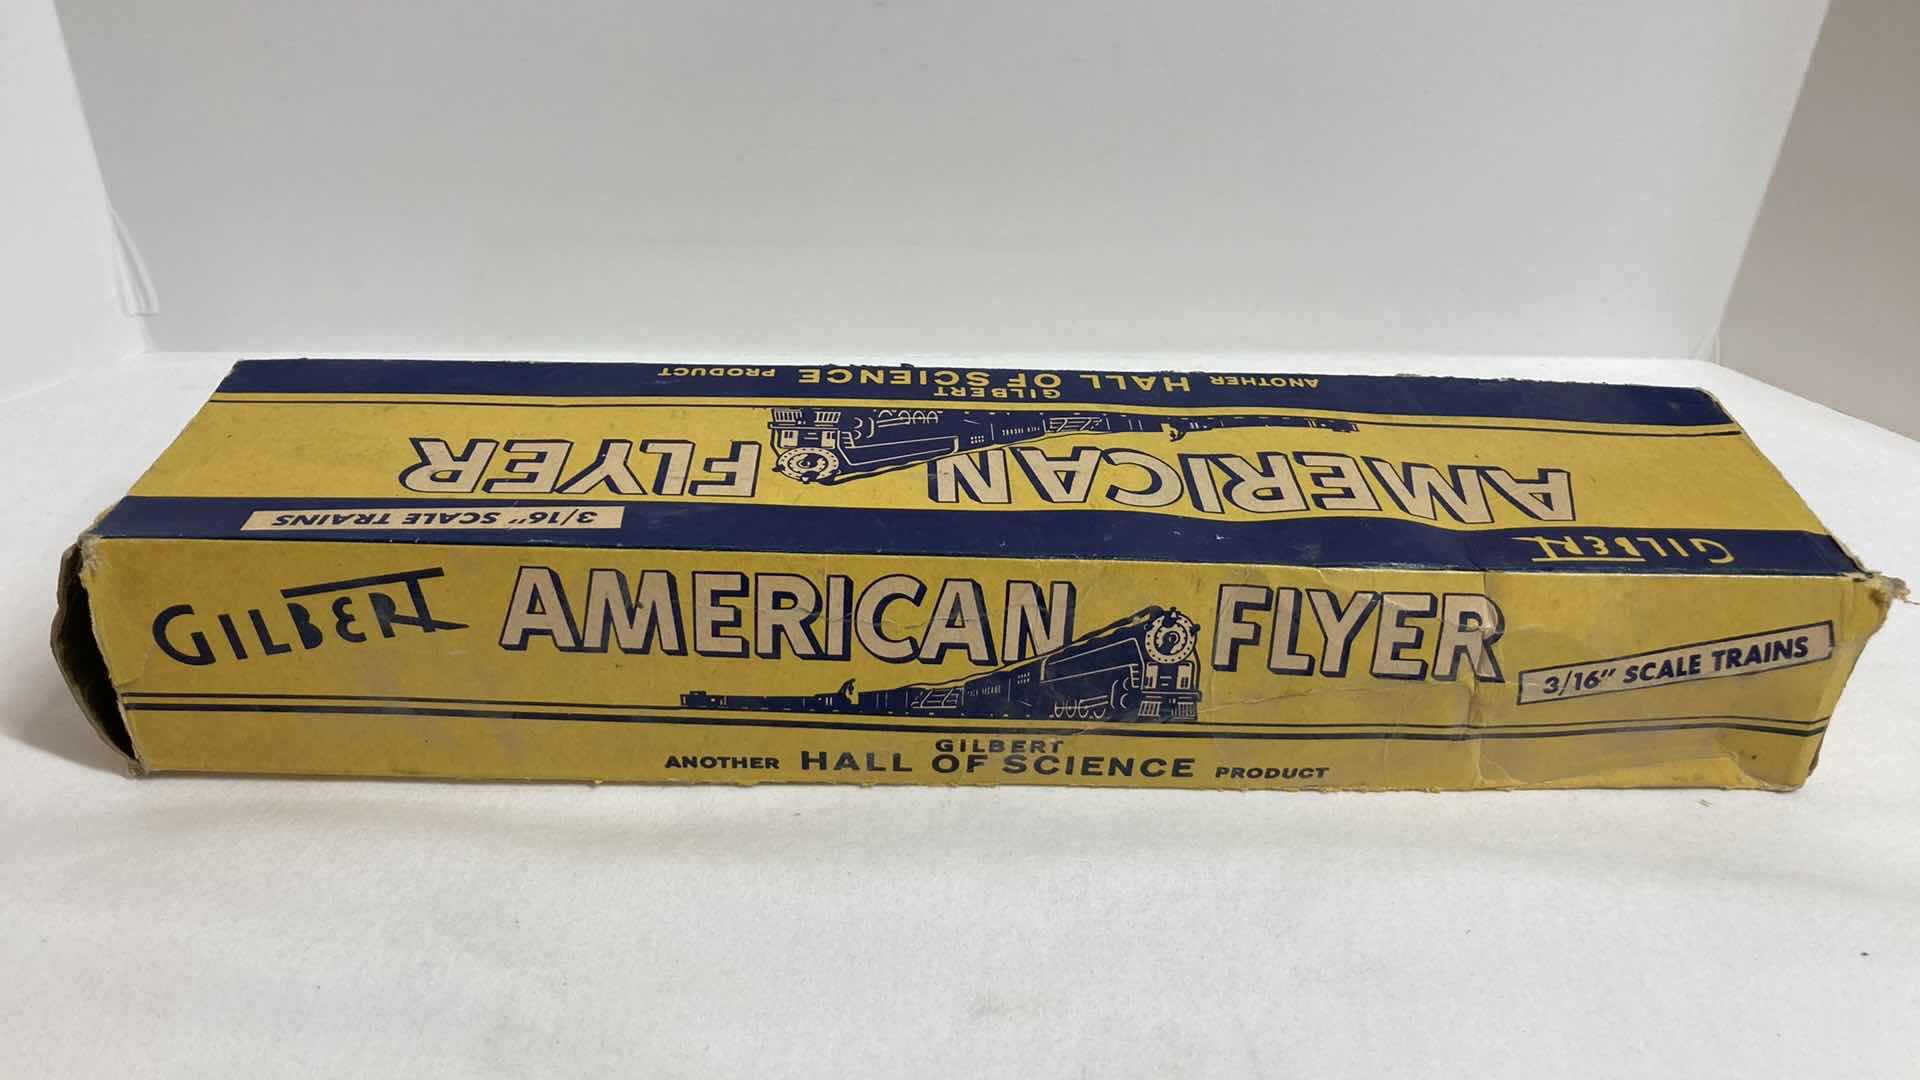 ANOTHER GILBERT HALL OF SCIENCE PRODUCT
AMERICAN FLYER
GILBERT
3/16" SCALE TRAINS
GILBERT AMERICAN FLYER 3/16" SCALE TRAINS
GILBERT
ANOTHER HALL OF SCIENCE PRODUCT